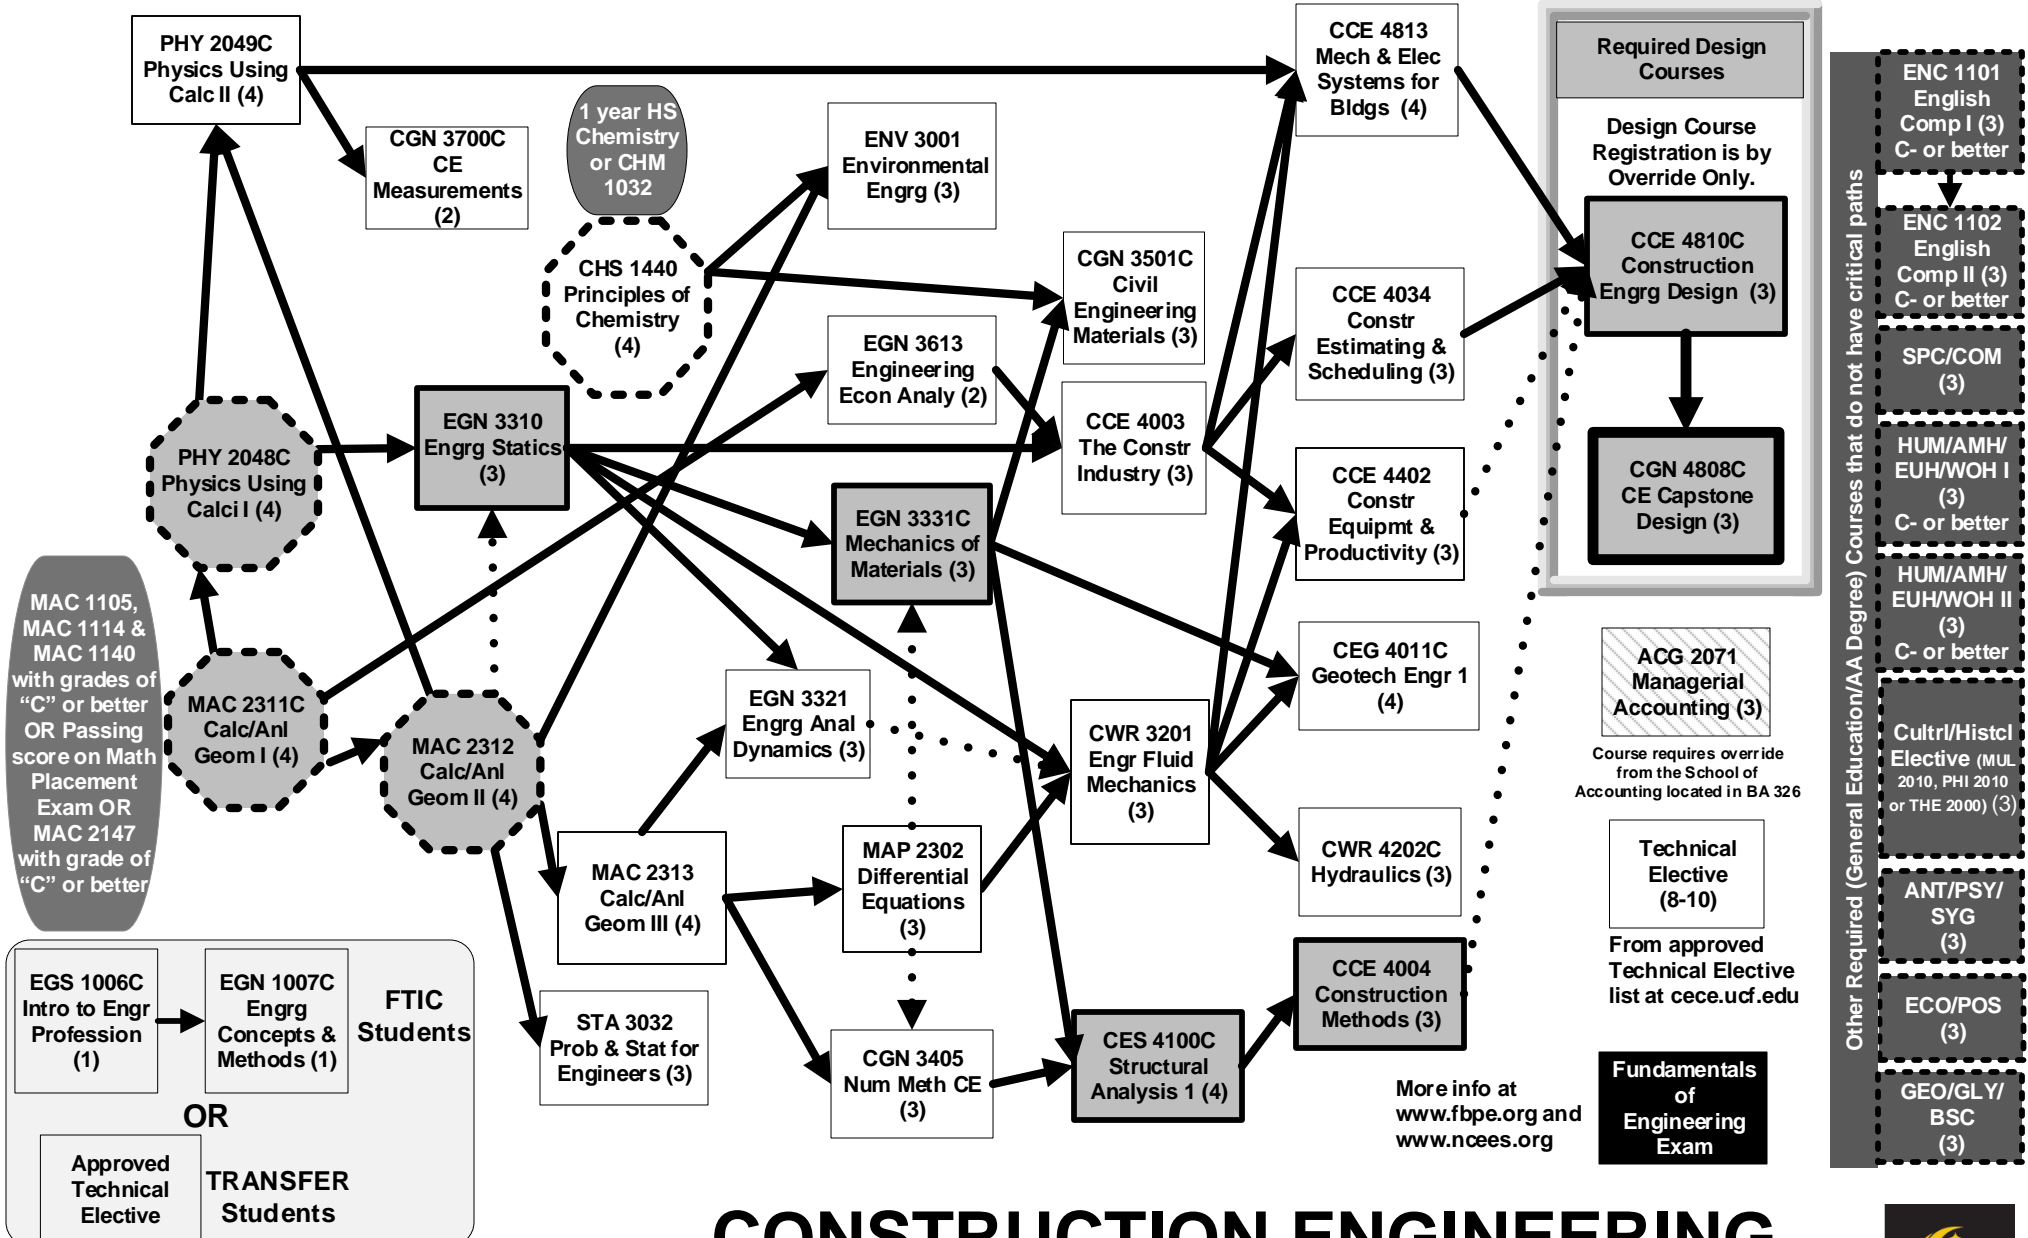 PHY 2049C
Physics Using
Calc II (4)
CGN 3700C
CE
Measurements
(2)
1 year HS
Chemistry
or CHM
1032
CHS 1440
Principles of
Chemistry
(4)
ENV 3001
Environmental
Engrg (3)
EGN 3613
Engineering
Econ Analy (2)
CGN 3501C
Civil
Engineering
Materials (3)
CCE 4003
The Constr
Industry (3)
CCE 4813
Mech & Elec
Systems for
Bldgs (4)
CCE 4034
Constr
Estimating &
Scheduling (3)
CCE 4402
Constr
Equipmt &
Productivity (3)
PHY 2048C
Physics Using
Calci I (4)
EGN 3310
Engrg Statics
(3)
EGN 3331C
Mechanics of
Materials (3)
MAC 1105,
MAC 1114 &
MAC 1140
with grades of
“C” or better
OR Passing
score on Math
Placement
Exam OR
MAC 2147
with grade of
“C” or better
MAC 2311C
Calc/Anl
Geom I (4)
MAC 2312
Calc/Anl
Geom II (4)
EGN 3321
Engrg Anal
Dynamics (3)
MAC 2313
Calc/Anl
Geom III (4)
MAP 2302
Differential
Equations
(3)
STA 3032
Prob & Stat for
Engineers (3)
CGN 3405
Num Meth CE
(3)
CWR 3201
Engr Fluid
Mechanics
(3)
CES 4100C
Structural
Analysis 1 (4)
CEG 4011C
Geotech Engr 1
(4)
CWR 4202C
Hydraulics (3)
CCE 4004
Construction
Methods (3)
Required Design
Courses
Design Course
Registration is by
Override Only.
CCE 4810C
Construction
Engrg Design (3)
CGN 4808C
CE Capstone
Design (3)
ACG 2071
Managerial
Accounting (3)
Course requires override
from the School of
Accounting located in BA 326
Technical
Elective
(8-10)
From approved
Technical Elective
list at cece.ucf.edu
Fundamentals
of
Engineering
Exam
More info at
www.fbpe.org and
www.ncees.org
Other Required (General Education/AA Degree) Courses that do not have critical paths
ENC 1101
English
Comp I (3)
C- or better
ENC 1102
English
Comp II (3)
C- or better
SPC/COM
(3)
HUM/AMH/
EUH/WOH I
(3)
C- or better
HUM/AMH/
EUH/WOH II
(3)
C- or better
Cultrl/Histcl
Elective (MUL
2010, PHI 2010
or THE 2000) (3)
ANT/PSY/
SYG
(3)
ECO/POS
(3)
GEO/GLY/
BSC
(3)
EGS 1006C
Intro to Engr
Profession
(1)
EGN 1007C
Engrg
Concepts &
Methods (1)
FTIC
Students
OR
Approved
Technical
Elective
TRANSFER
Students
CONSTRUCTION ENGINEERING